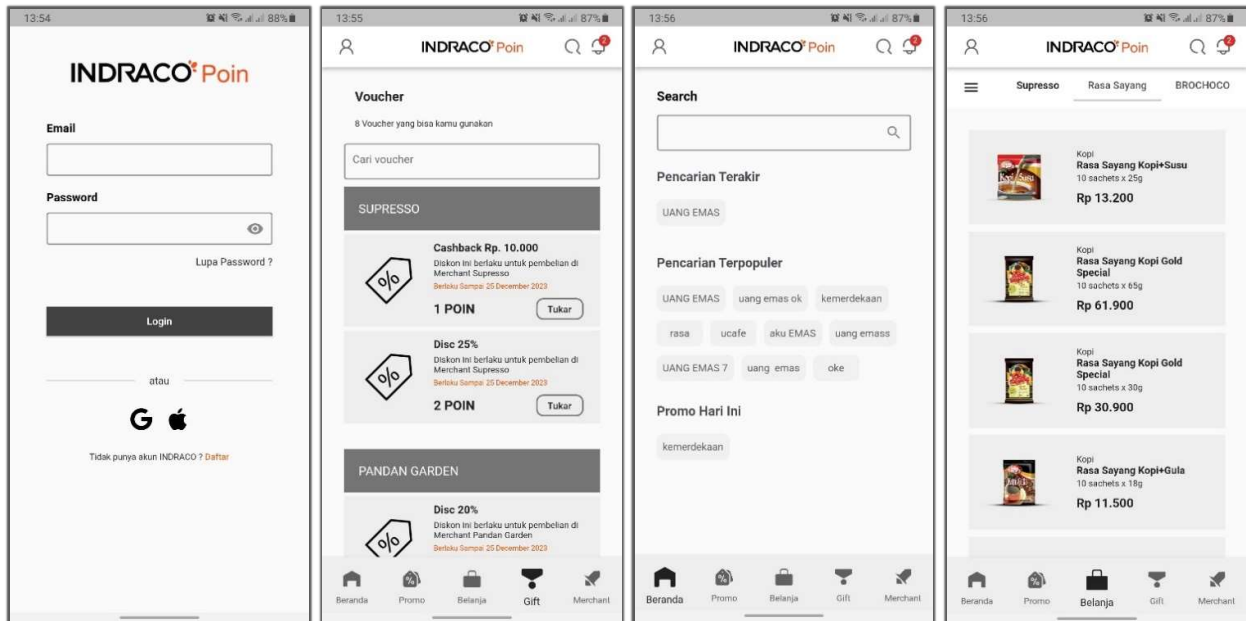 13:54
88%
INDRACO Poin
Email
Password
Lupa Password ?
Login
atau
G
Tidak punya akun INDRACO ? Daftar
13:55
87%
INDRACO Poin
2
Voucher
8 Voucher yang bisa kamu gunakan
Cari voucher
SUPRESSO
%
Cashback Rp. 10.000
Diskon ini berlaku untuk pembelian di
Merchant Supresso
Berlaku Sampai 25 December 2023
1 POIN
Tukar
%
Disc 25%
Diskon ini berlaku untuk pembelian di
Merchant Supresso
Berlaku Sampai 25 December 2023
2 POIN
Tukar
PANDAN GARDEN
%
Disc 20%
Diskon ini berlaku untuk pembelian di
Merchant Pandan Garden
Berlaku Sampai 25 December 2023
Beranda Promo Belanja Gift Merchant
13:56
87%
INDRACO Poin
2
Search
Pencarian Terakir
UANG EMAS
Pencarian Terpopuler
UANG EMAS uang emas ok kemerdekaan
rasa ucafe aku EMAS uang emass
UANG EMAS 7 uang emas oke
Promo Hari Ini
kemerdekaan
Beranda Promo Belanja Gift Merchant
13:56
87%
INDRACO Poin
2
Supresso Rasa Sayang BROCHOCO
Kopi
Rasa Sayang Kopi+Susu
10 sachets x 25g
Rp 13.200
Kopi
Rasa Sayang Kopi Gold
Special
10 sachets x 65g
Rp 61.900
Kopi
Rasa Sayang Kopi Gold
Special
10 sachets x 30g
Rp 30.900
Kopi
Rasa Sayang Kopi+Gula
10 sachets x 18g
Rp 11.500
Beranda Promo Belanja Gift Merchant